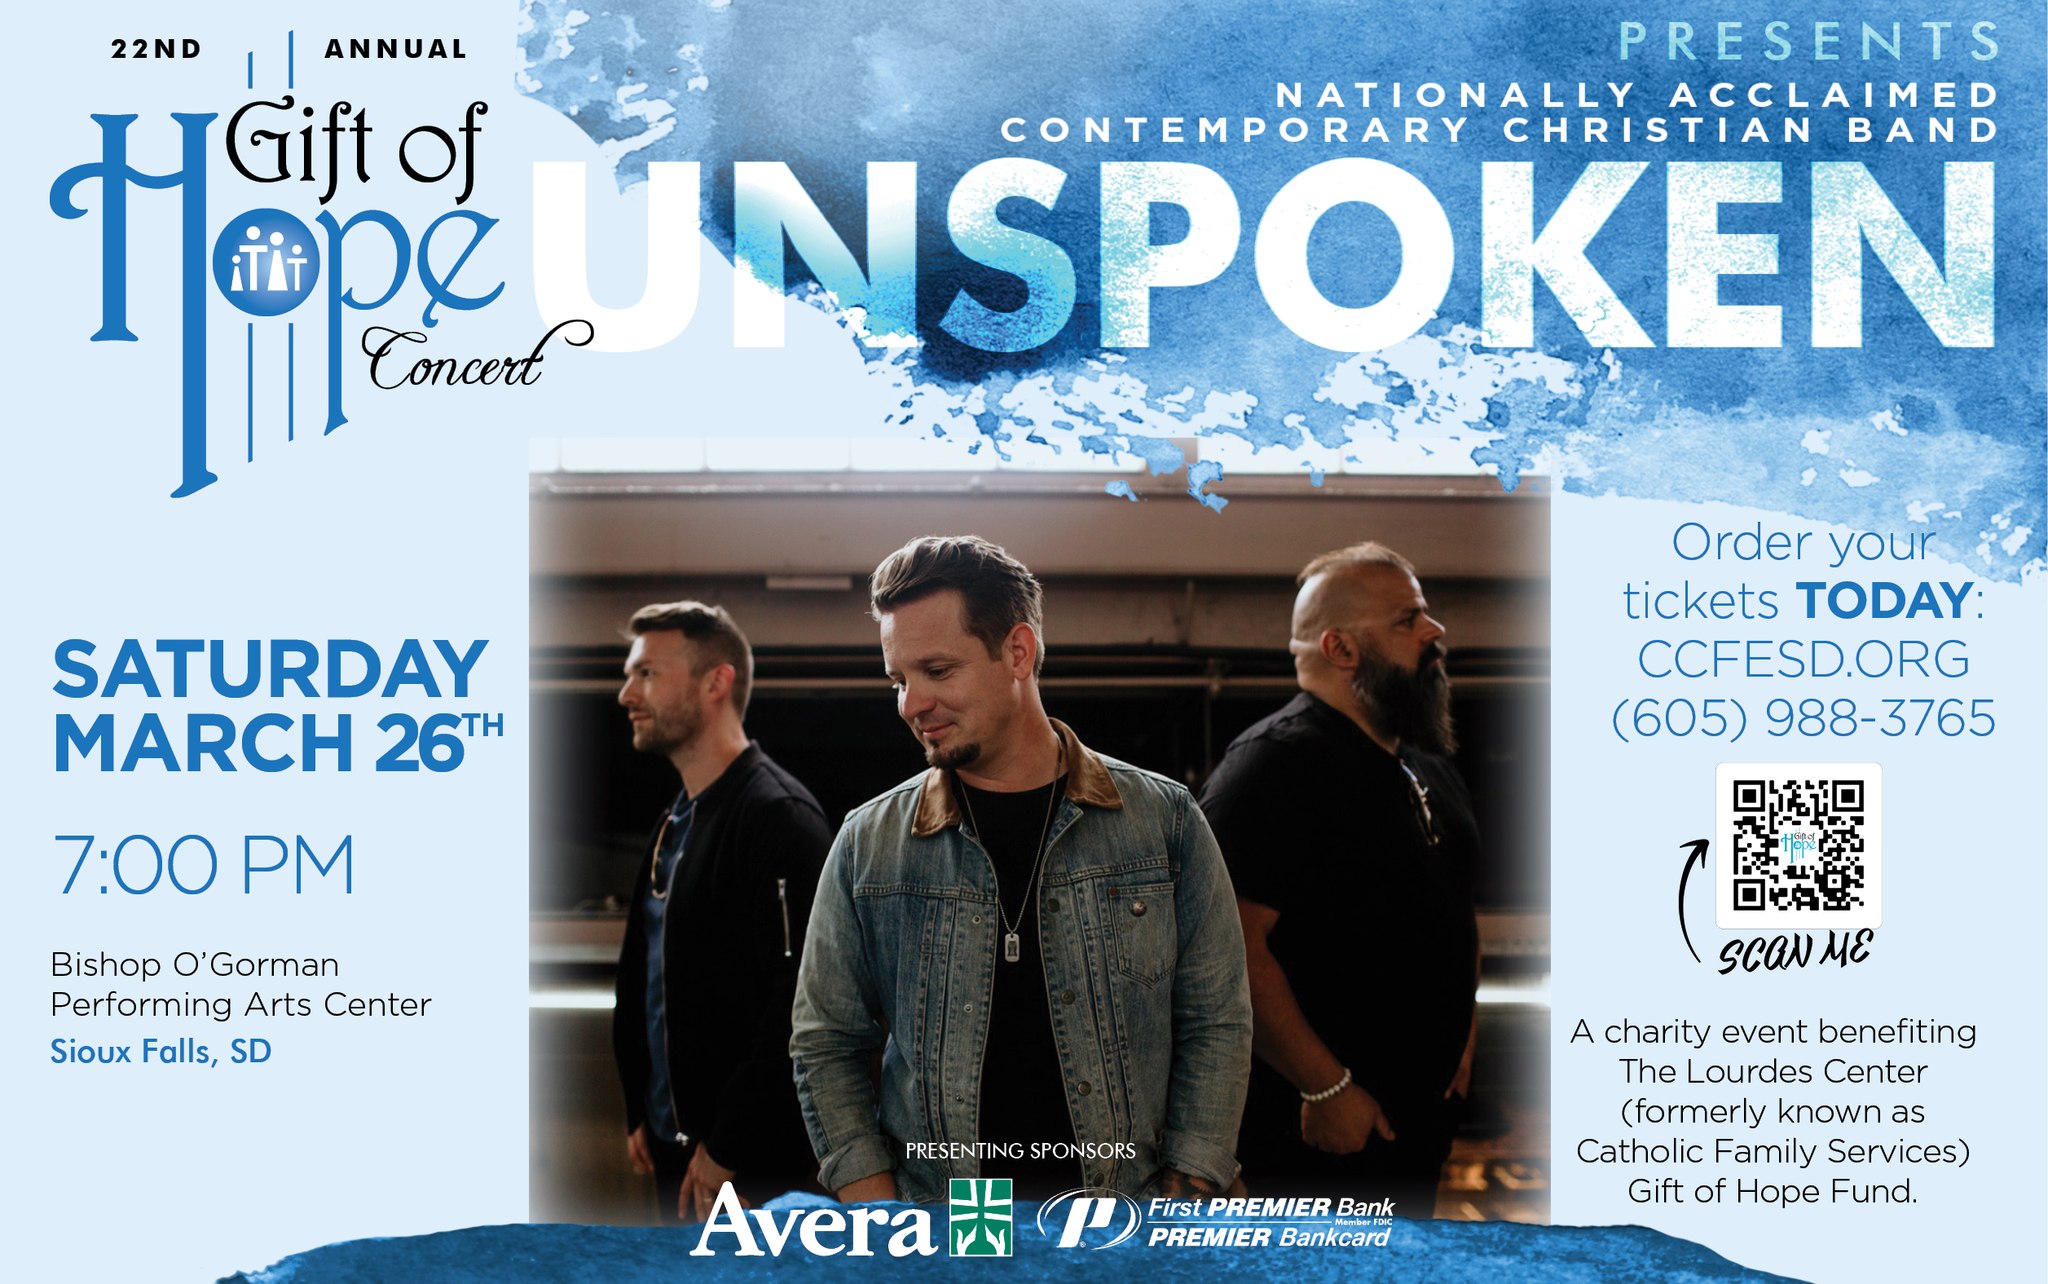 22ND ANNUAL
Gift of
Hope
Concert
PRESENTS
NATIONALLY ACCLAIMED
CONTEMPORARY CHRISTIAN BAND
UNSPOKEN
SATURDAY
MARCH 26TH
7:00 PM
Bishop O'Gorman
Performing Arts Center
Sioux Falls, SD
Order your
tickets TODAY:
CCFESD.ORG
(605) 988-3765
Gift of
Hope
SCAN ME
A charity event benefiting
The Lourdes Center
(formerly known as
Catholic Family Services)
Gift of Hope Fund.
PRESENTING SPONSORS
Avera
P
First PREMIER Bank
Member FDIC
PREMIER Bankcard